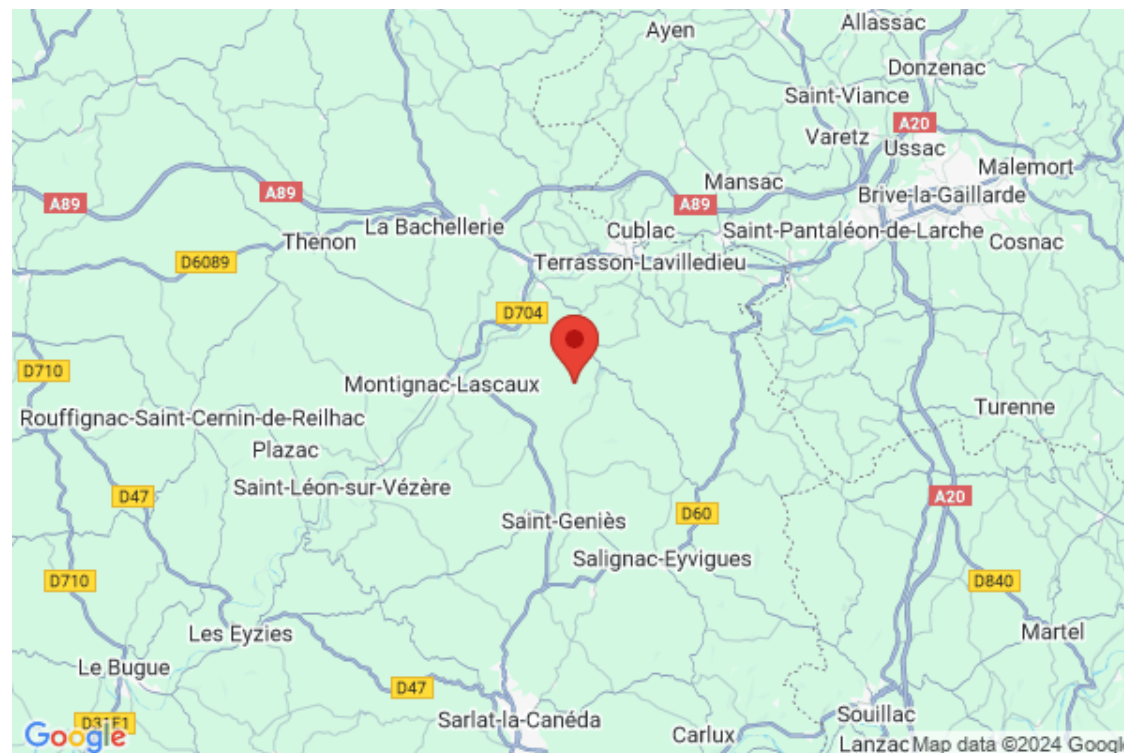 Allassac
Ayen
Donzenac
Saint-Viance
A20
Varetz
Ussac
Malemort
Mansac
A89
A89
A89
Brive-la-Gaillarde
La Bachellerie
Cublac
Saint-Pantaléon-de-Larche
Cosnac
Thenon
D6089
Terrasson-Lavilledieu
D704
D710
Montignac-Lascaux
Turenne
Rouffignac-Saint-Cernin-de-Reilhac
Plazac
Saint-Léon-sur-Vézère
D47
A20
Saint-Geniès
D60
Salignac-Eyvigues
D710
D840
Les Eyzies
Martel
Le Bugue
D47
Souillac
Sarlat-la-Canéda
Carlux
Google
Lanzac
Map data ©2024 Google